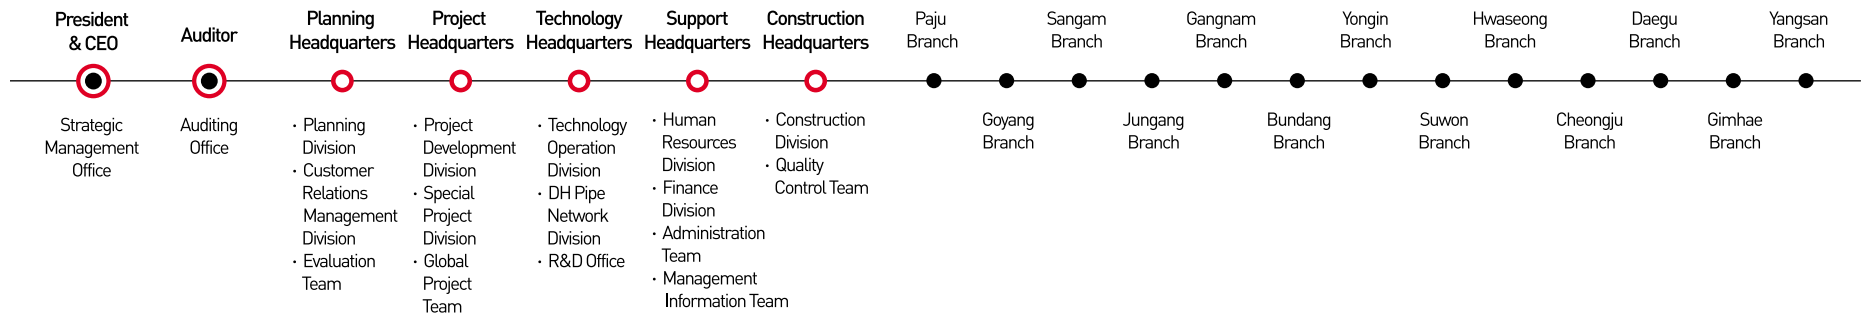 President
& CEO
Strategic
Management
Office
Auditor
Auditing
Office
Planning
Headquarters
· Planning
Division
· Customer
Relations
Management
Division
· Evaluation
Team
Project
Headquarters
· Project
Development
Division
· Special
Project
Division
· Global
Project
Team
Technology
Headquarters
· Technology
Operation
Division
· DH Pipe
Network
Division
· R&D Office
Support
Headquarters
· Human
Resources
Division
· Finance
Division
· Administration
Team
· Management
Information Team
Construction
Headquarters
· Construction
Division
· Quality
Control Team
Paju
Branch
Goyang
Branch
Sangam
Branch
Jungang
Branch
Gangnam
Branch
Bundang
Branch
Yongin
Branch
Suwon
Branch
Hwaseong
Branch
Cheongju
Branch
Daegu
Branch
Gimhae
Branch
Yangsan
Branch